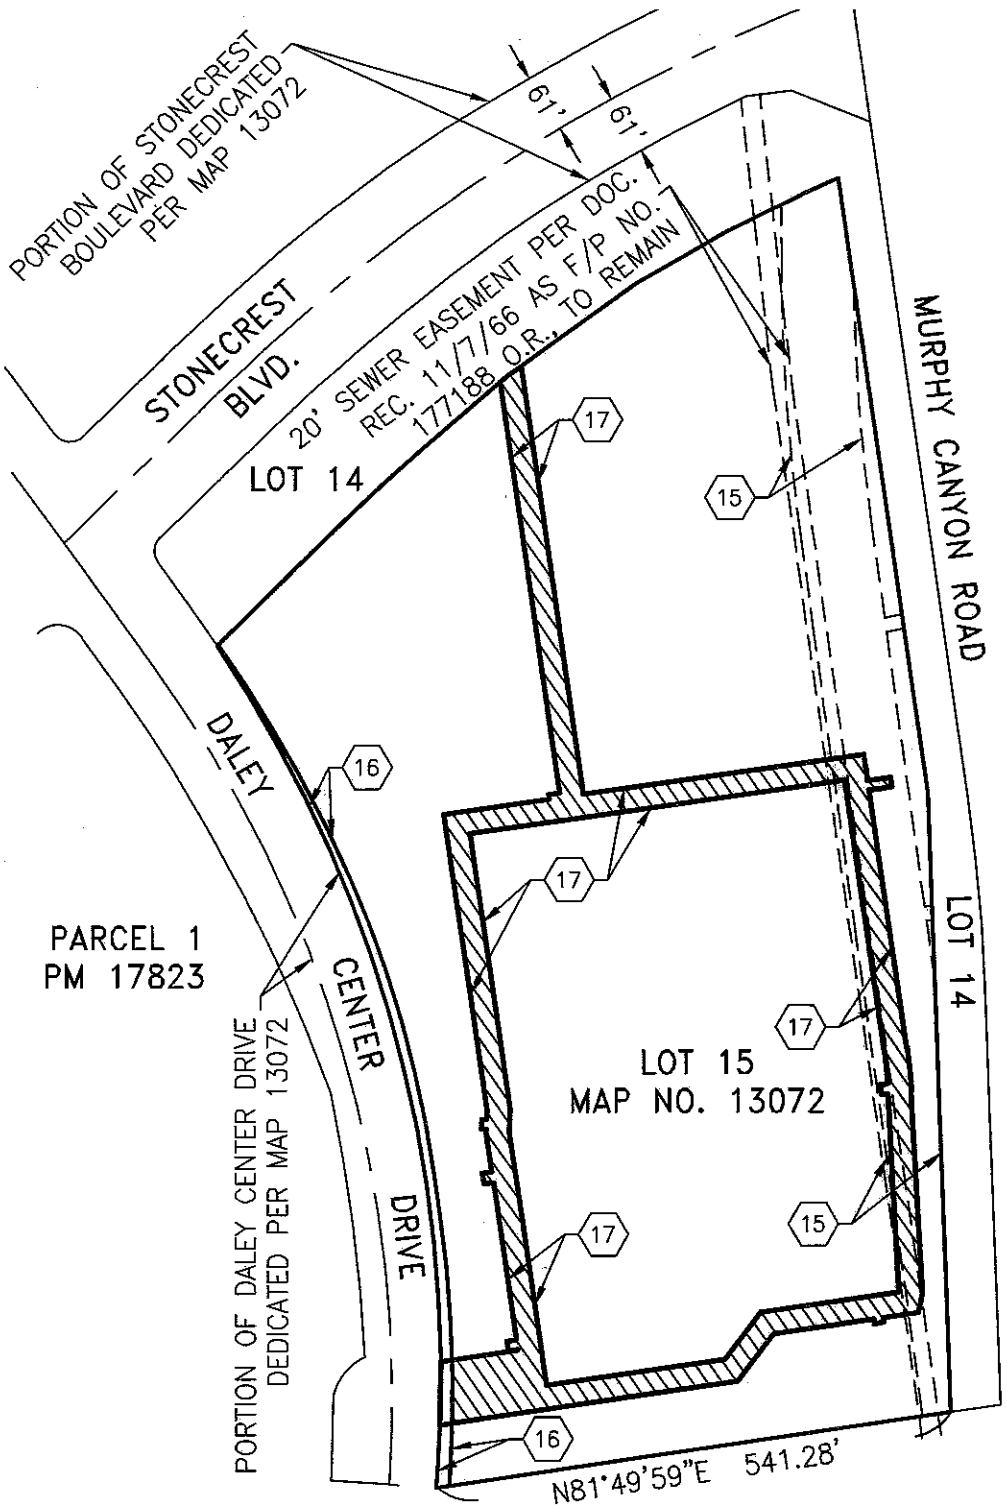 PORTION OF STONECREST
BOULEVARD DEDICATED
PER MAP 13072
61'
61'
20' SEWER EASEMENT PER DOC.
REC. 11/7/66 AS F/P NO.
177188 O.R., TO REMAIN
STONECREST
BLVD.
LOT 14
17
15
MURPHY CANYON ROAD
DALEY
16
17
PARCEL 1
PM 17823
CENTER
LOT 14
17
LOT 15
MAP NO. 13072
PORTION OF DALEY CENTER DRIVE
DEDICATED PER MAP 13072
DRIVE
17
15
16
N81°49'59"E 541.28'